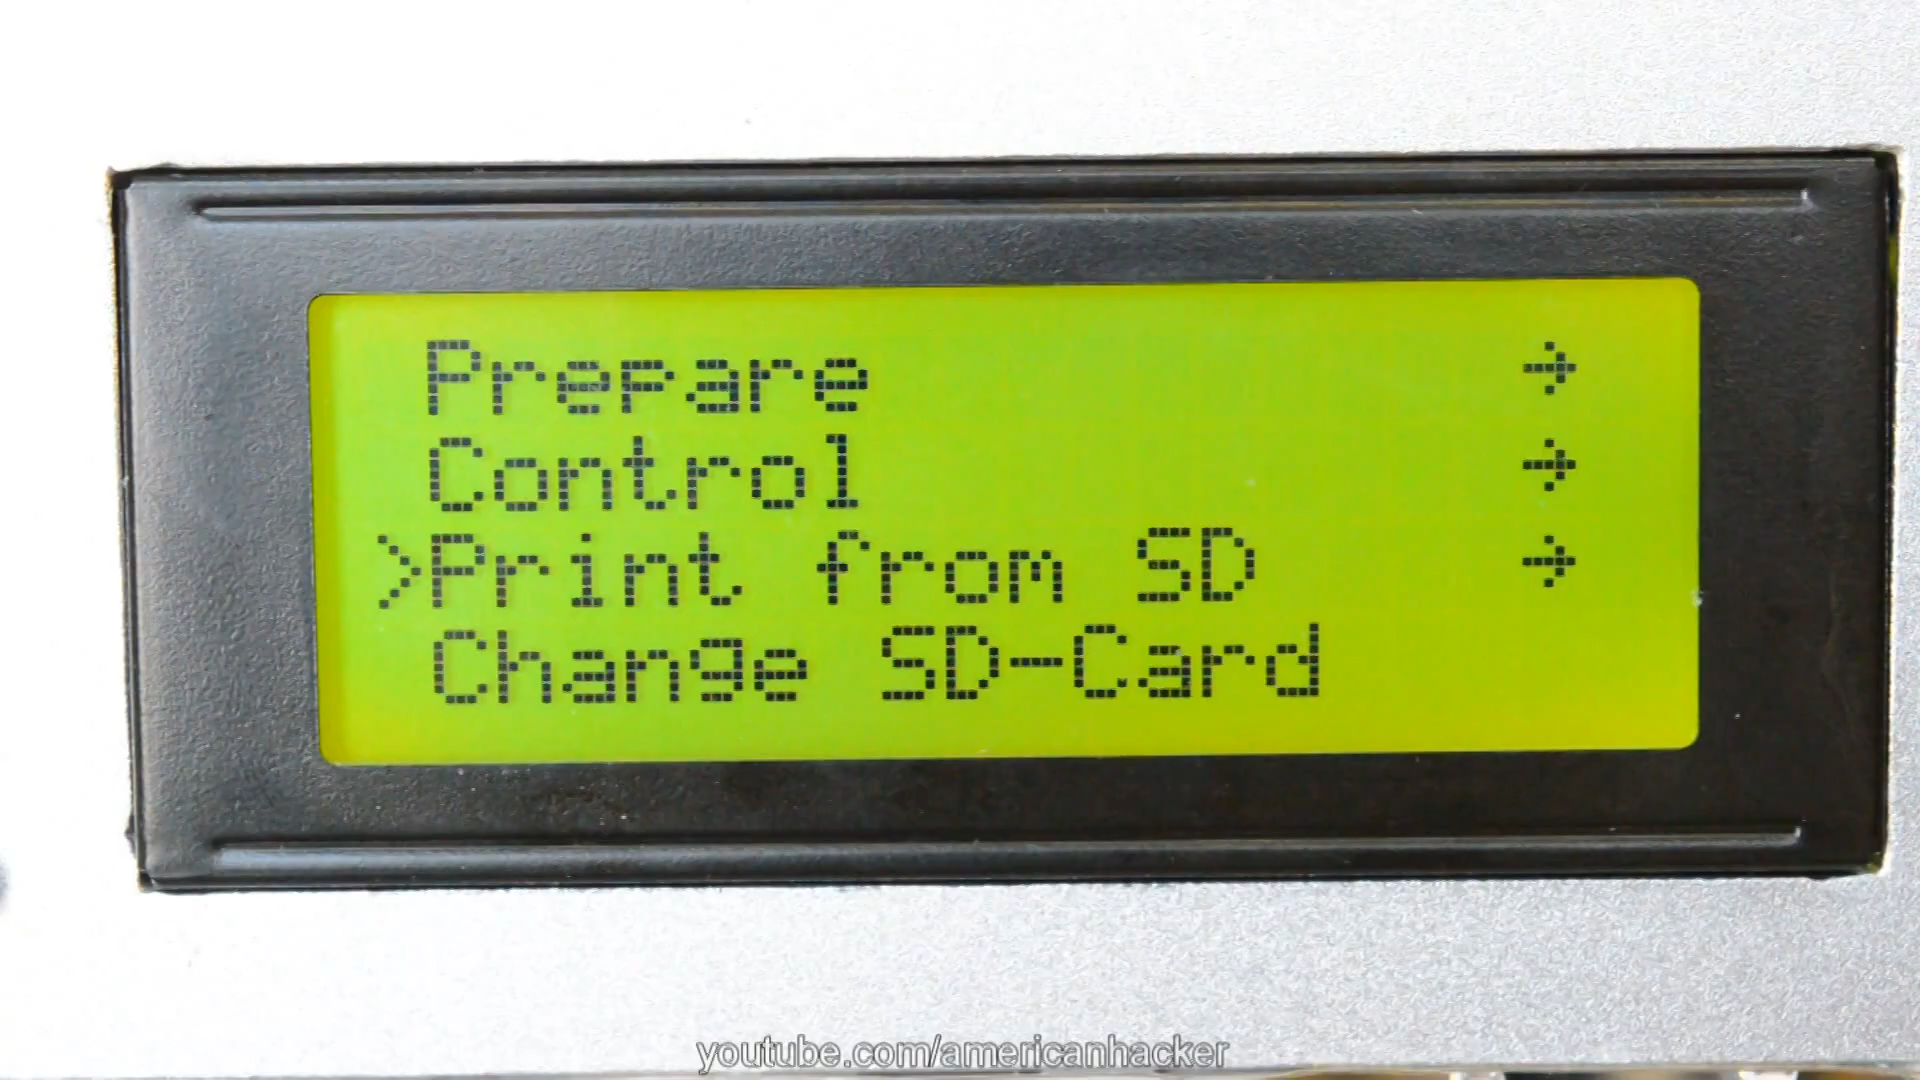 Prepare →
Control →
>Print from SD →
Change SD-Card
youtube.com/americanhacker